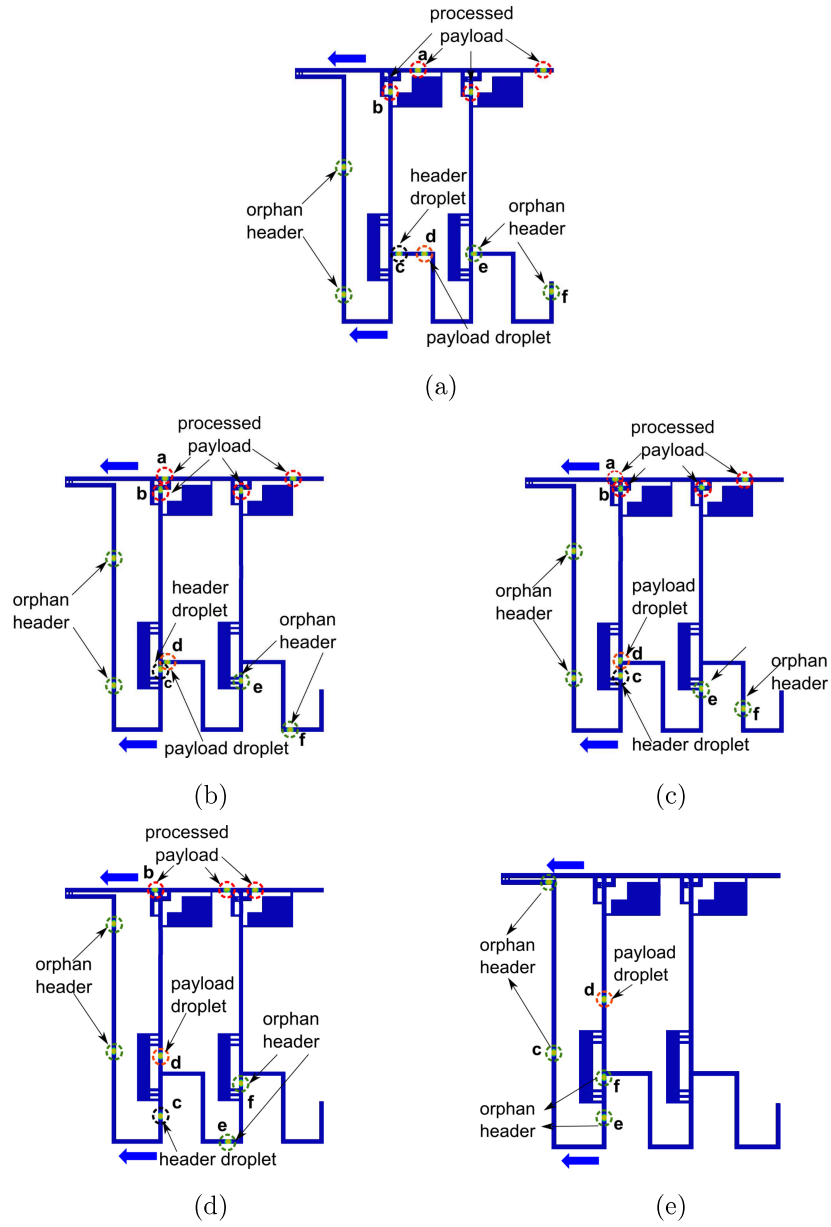 processed
payload
a
b
header
droplet
orphan
header
orphan
header
d
c
e
f
payload droplet
(a)
processed
payload
a
b
header
droplet
orphan
header
orphan
header
d
c
e
f
payload droplet
(b)
processed
payload
a
b
payload
droplet
orphan
header
d
c
orphan
header
e
f
header droplet
(c)
processed
payload
b
orphan
header
payload
droplet
orphan
header
d
f
c
e
header droplet
(d)
orphan
header
payload
droplet
d
c
f
orphan
header
e
(e)